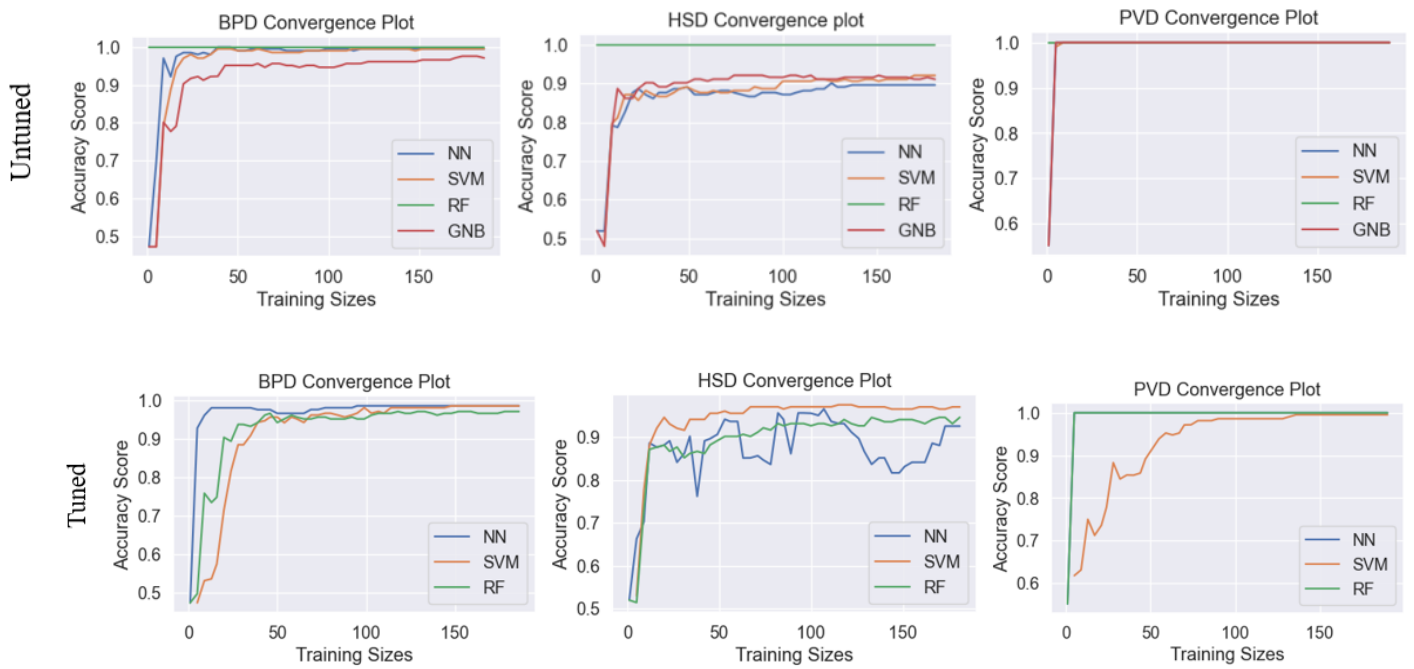 Untuned
BPD Convergence Plot
Accuracy Score
1.0
0.9
0.8
0.7
0.6
0.5
NN
SVM
RF
GNB
0
50
100
150
Training Sizes
HSD Convergence plot
Accuracy Score
1.0
0.9
0.8
0.7
0.6
0.5
NN
SVM
RF
GNB
0
50
100
150
Training Sizes
PVD Convergence Plot
Accuracy Score
1.0
0.9
0.8
0.7
0.6
NN
SVM
RF
GNB
0
50
100
150
Training Sizes
Tuned
BPD Convergence Plot
Accuracy Score
1.0
0.9
0.8
0.7
0.6
0.5
NN
SVM
RF
0
50
100
150
Training Sizes
HSD Convergence Plot
Accuracy Score
0.9
0.8
0.7
0.6
0.5
NN
SVM
RF
0
50
100
150
Training Sizes
PVD Convergence Plot
Accuracy Score
1.0
0.9
0.8
0.7
0.6
NN
SVM
RF
0
50
100
150
Training Sizes